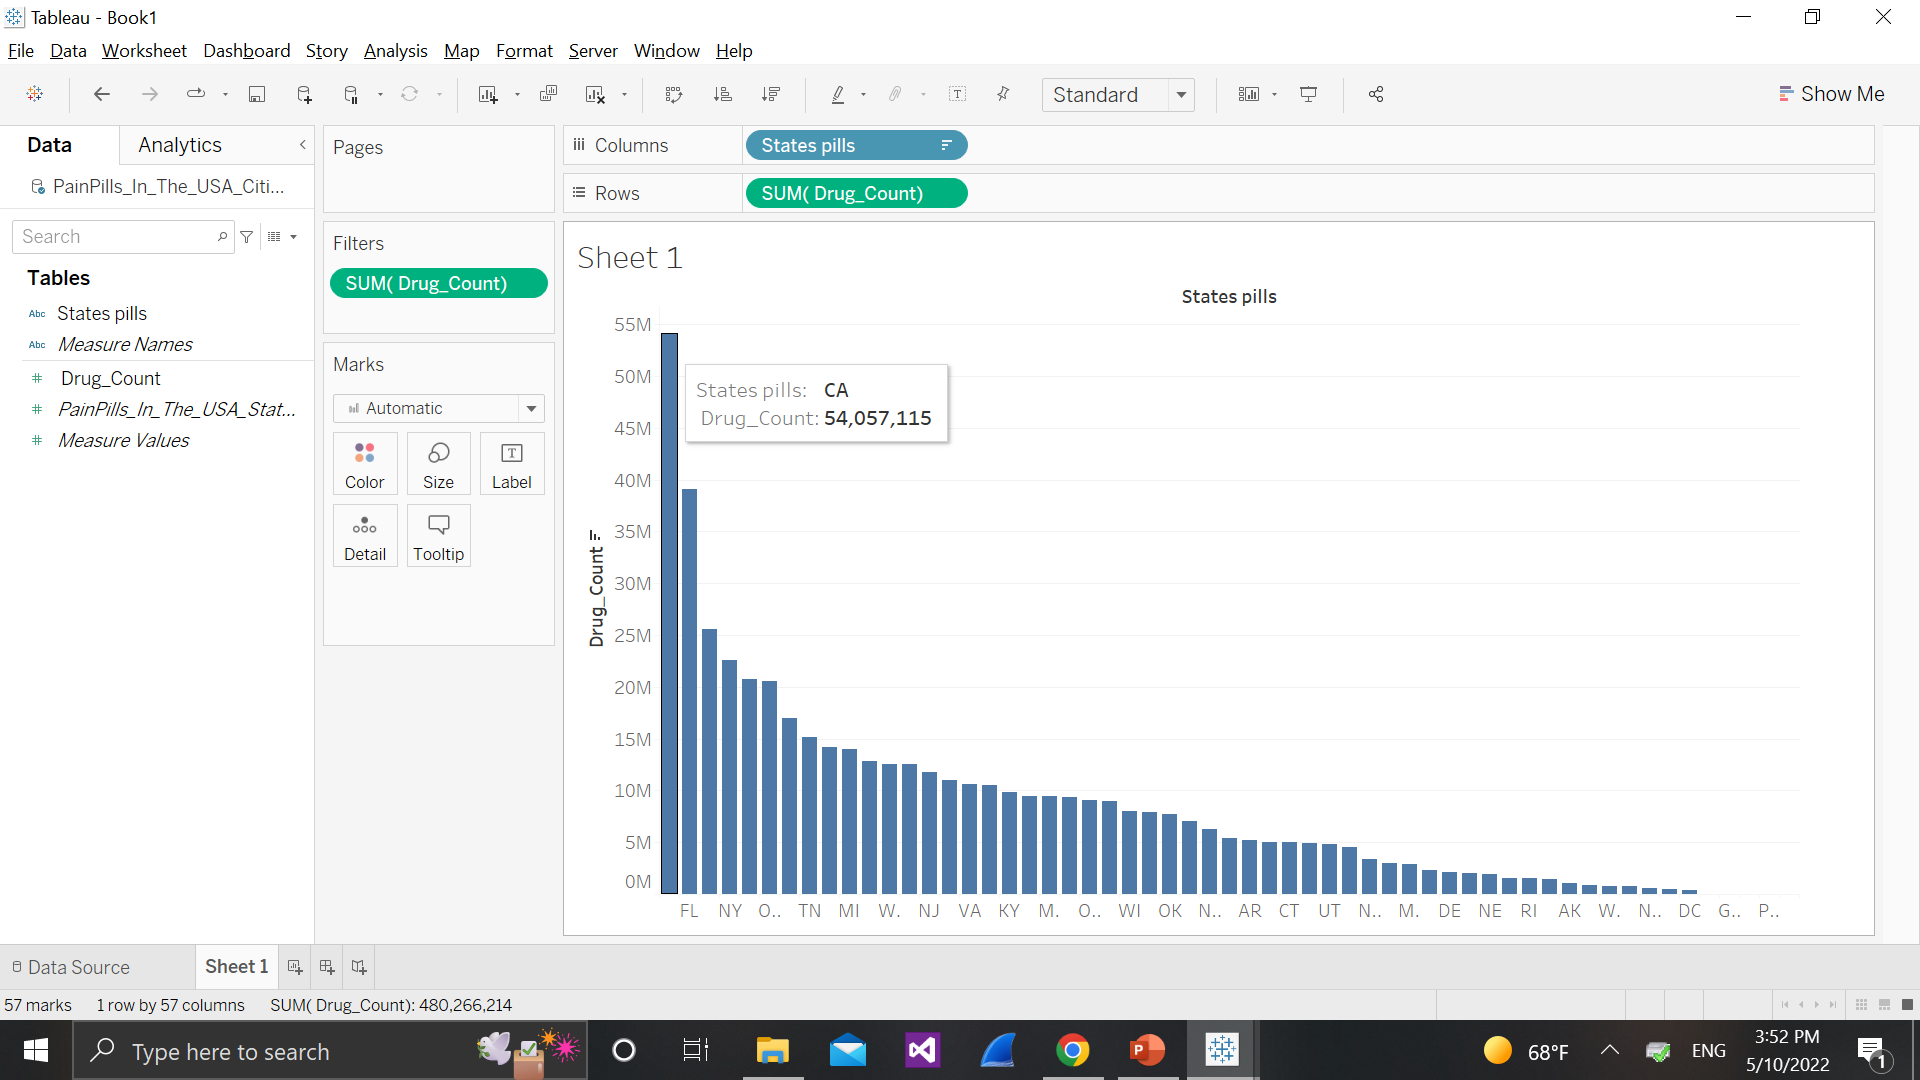 Tableau - Book1
File Data Worksheet Dashboard Story Analysis Map Format Server Window Help
Standard
Show Me
Data
Analytics
PainPills_In_The_USA_Citi...
Search
Tables
Abc States pills
Abc Measure Names
# Drug_Count
# PainPills_In_The_USA_Stat...
# Measure Values
Pages
Filters
SUM( Drug_Count)
Marks
Automatic
Color Size Label
Detail Tooltip
Columns States pills
Rows SUM( Drug_Count)
Sheet 1
States pills
55M
50M
45M
40M
35M
30M
25M
20M
15M
10M
5M
0M
Drug_Count
States pills: CA
Drug_Count: 54,057,115
FL NY O.. TN MI W. NJ VA KY M. O.. WI OK N.. AR CT UT N.. M. DE NE RI AK W. N.. DC G.. P..
Data Source
Sheet 1
57 marks 1 row by 57 columns SUM( Drug_Count): 480,266,214
Type here to search
68°F
ENG
3:52 PM
5/10/2022
1